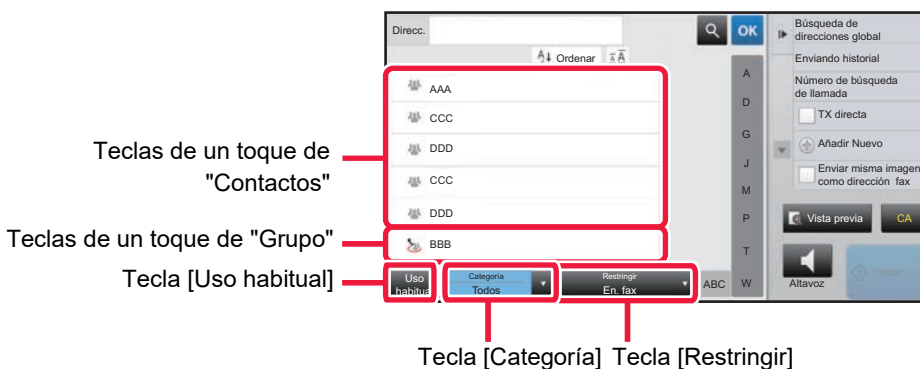 Direcc.
OK
Ordenar
AAA
CCC
DDD
CCC
DDD
BBB
Uso
habitual
Categoría
Todos
Restringir
En. fax
ABC
A
D
G
J
M
P
T
W
Búsqueda de
direcciones global
Enviando historial
Número de búsqueda
de llamada
TX directa
Añadir Nuevo
Enviar misma imagen
como dirección fax
Vista previa
CA
Altavoz
Teclas de un toque de
"Contactos"
Teclas de un toque de "Grupo"
Tecla [Uso habitual]
Tecla [Categoría]
Tecla [Restringir]